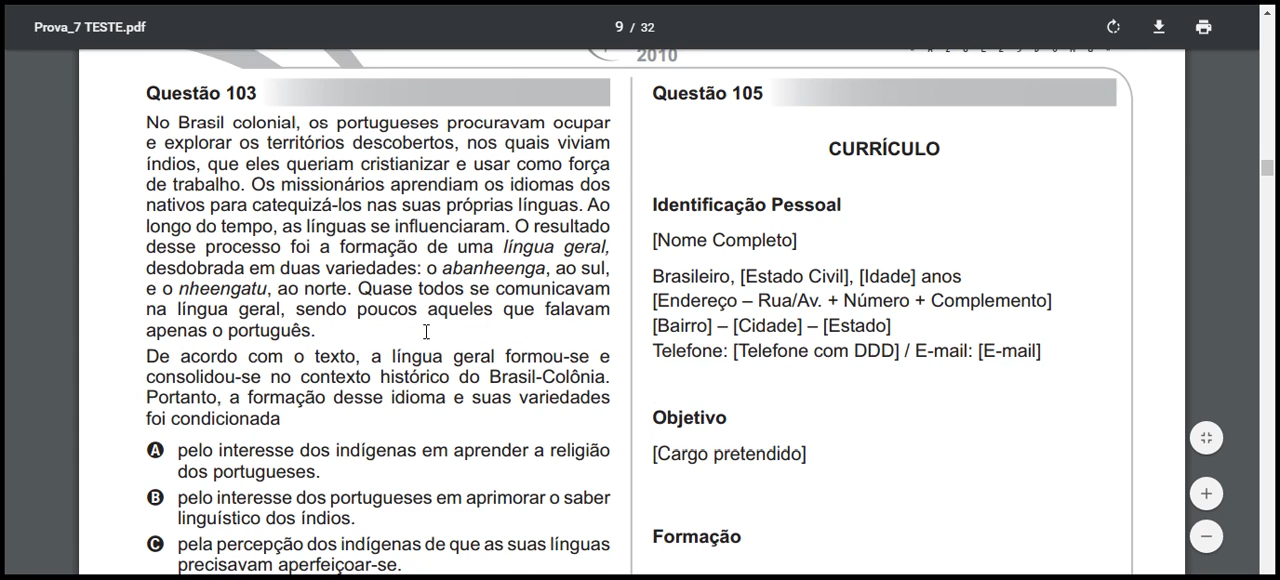 Prova_7 TESTE.pdf
9 / 32
2010
Questão 103
No Brasil colonial, os portugueses procuravam ocupar
e explorar os territórios descobertos, nos quais viviam
índios, que eles queriam cristianizar e usar como força
de trabalho. Os missionários aprendiam os idiomas dos
nativos para catequizá-los nas suas próprias línguas. Ao
longo do tempo, as línguas se influenciaram. O resultado
desse processo foi a formação de uma língua geral,
desdobrada em duas variedades: o abanheenga, ao sul,
e o nheengatu, ao norte. Quase todos se comunicavam
na língua geral, sendo poucos aqueles que falavam
apenas o português.
De acordo com o texto, a língua geral formou-se e
consolidou-se no contexto histórico do Brasil-Colônia.
Portanto, a formação desse idioma e suas variedades
foi condicionada
A pelo interesse dos indígenas em aprender a religião
dos portugueses.
B pelo interesse dos portugueses em aprimorar o saber
linguístico dos índios.
C pela percepção dos indígenas de que as suas línguas
precisavam aperfeiçoar-se.
Questão 105
CURRÍCULO
Identificação Pessoal
[Nome Completo]
Brasileiro, [Estado Civil], [Idade] anos
[Endereço – Rua/Av. + Número + Complemento]
[Bairro] – [Cidade] – [Estado]
Telefone: [Telefone com DDD] / E-mail: [E-mail]
Objetivo
[Cargo pretendido]
Formação